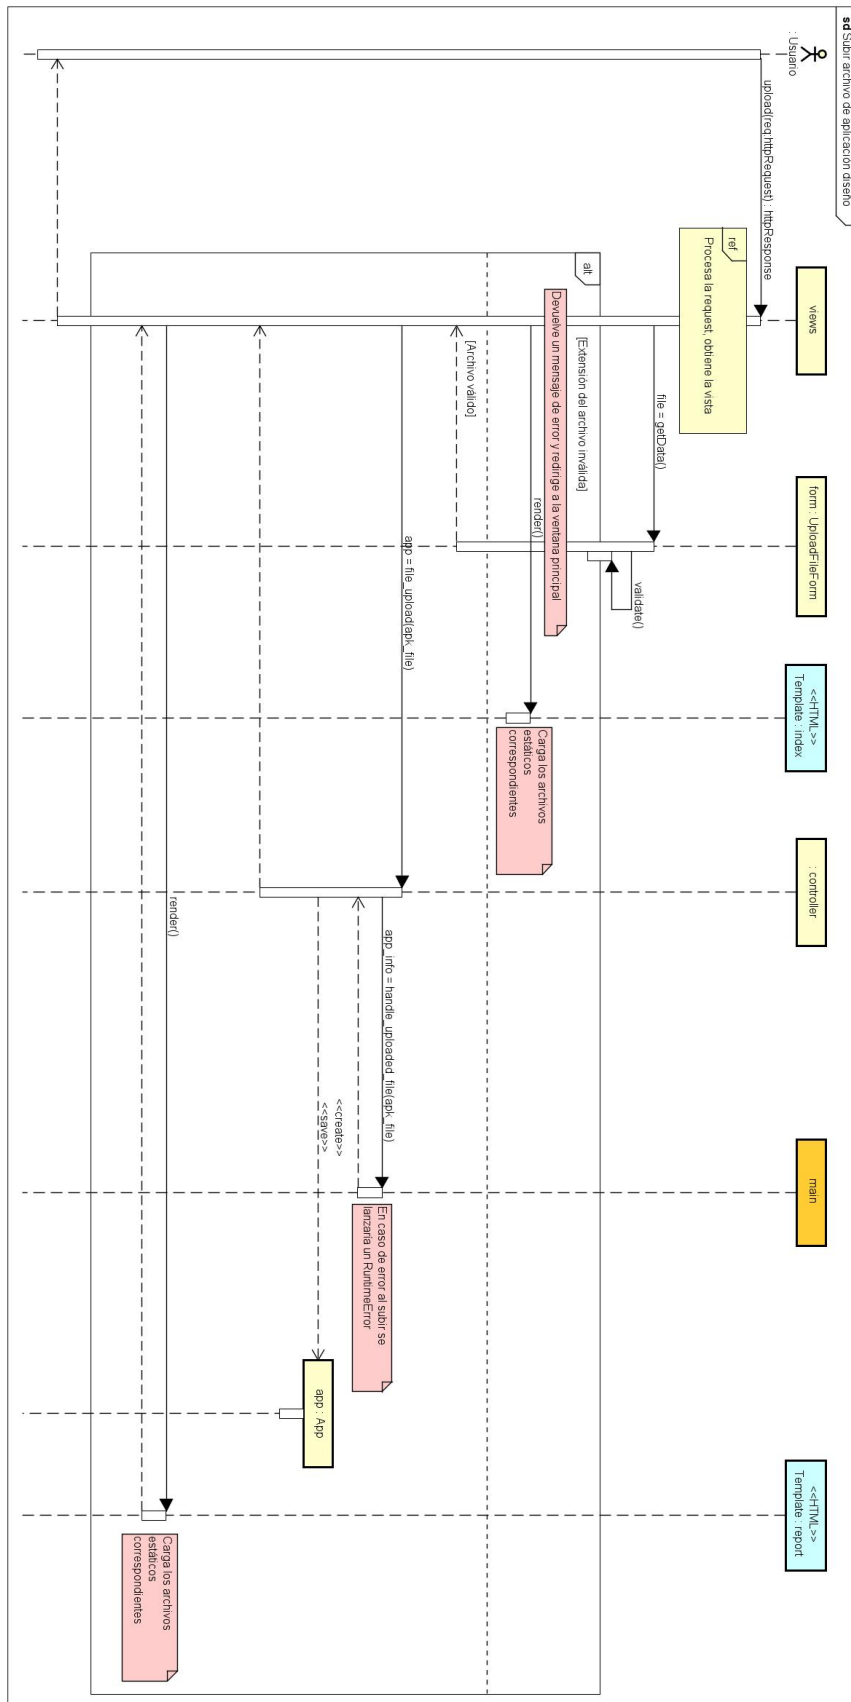 sd Subir archivo de aplicación diseño
: Usuario
views
form : UploadFileForm
<<HTML>>
Template : index
: controller
main
<<HTML>>
Template : report
upload(req:httpRequest) : httpResponse
ref
Procesa la request, obtiene la vista
file = getData()
validate()
alt
[Extensión del archivo inválida]
Devuelve un mensaje de error y redirige a la ventana principal
render()
Carga los archivos
estáticos
correspondientes
[Archivo válido]
app = file_upload(apk_file)
app_info = handle_uploaded_file(apk_file)
En caso de error al subir se
lanzaria un RuntimeError
<<create>>
<<save>>
app : App
render()
Carga los archivos
estáticos
correspondientes